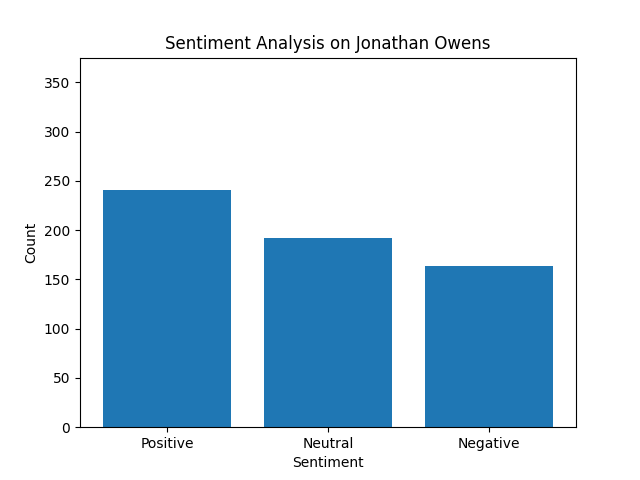 Sentiment Analysis on Jonathan Owens
350
300
250
200
150
100
50
0
Count
Positive Neutral Negative
Sentiment